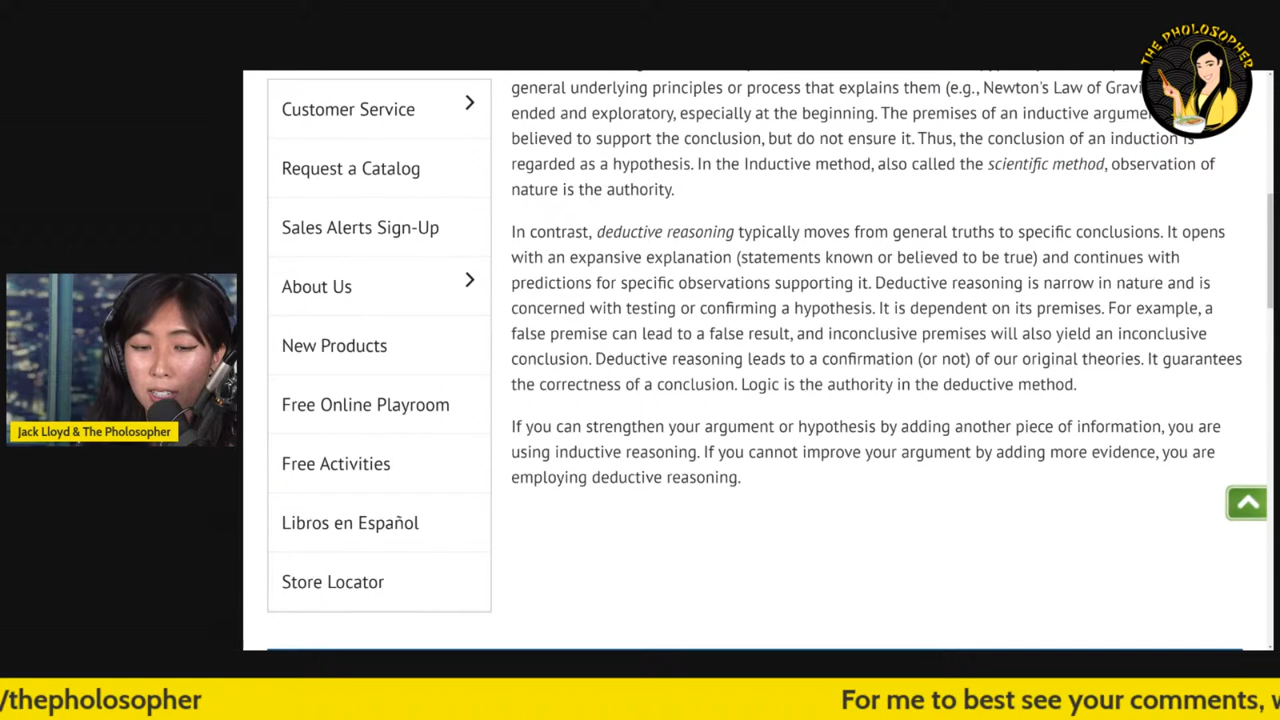 THE PHOLOSOPHER
Customer Service
Request a Catalog
Sales Alerts Sign-Up
About Us
New Products
Free Online Playroom
Free Activities
Libros en Español
Store Locator
general underlying principles or process that explains them (e.g., Newton's Law of Gravi
ended and exploratory, especially at the beginning. The premises of an inductive argum
believed to support the conclusion, but do not ensure it. Thus, the conclusion of an induction is
regarded as a hypothesis. In the Inductive method, also called the scientific method, observation of
nature is the authority.
In contrast, deductive reasoning typically moves from general truths to specific conclusions. It opens
with an expansive explanation (statements known or believed to be true) and continues with
predictions for specific observations supporting it. Deductive reasoning is narrow in nature and is
concerned with testing or confirming a hypothesis. It is dependent on its premises. For example, a
false premise can lead to a false result, and inconclusive premises will also yield an inconclusive
conclusion. Deductive reasoning leads to a confirmation (or not) of our original theories. It guarantees
the correctness of a conclusion. Logic is the authority in the deductive method.
If you can strengthen your argument or hypothesis by adding another piece of information, you are
using inductive reasoning. If you cannot improve your argument by adding more evidence, you are
employing deductive reasoning.
Jack Lloyd & The Pholosopher
/thepholosopher
For me to best see your comments, w